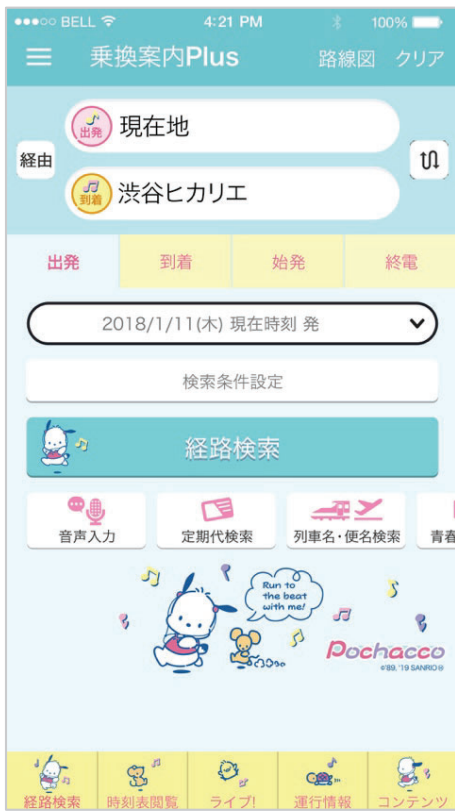 BELL 4:21 PM 100%
乗換案内Plus 路線図 クリア
出発 現在地
経由
到着 渋谷ヒカリエ
出発 到着 始発 終電
2018/1/11(木) 現在時刻 発
検索条件設定
経路検索
音声入力 定期代検索 列車名・便名検索 青春
Run to
the beat
with me!
Pochacco
©'89, '19 SANRIO®
経路検索 時刻表閲覧 ライブ! 運行情報 コンテンツ